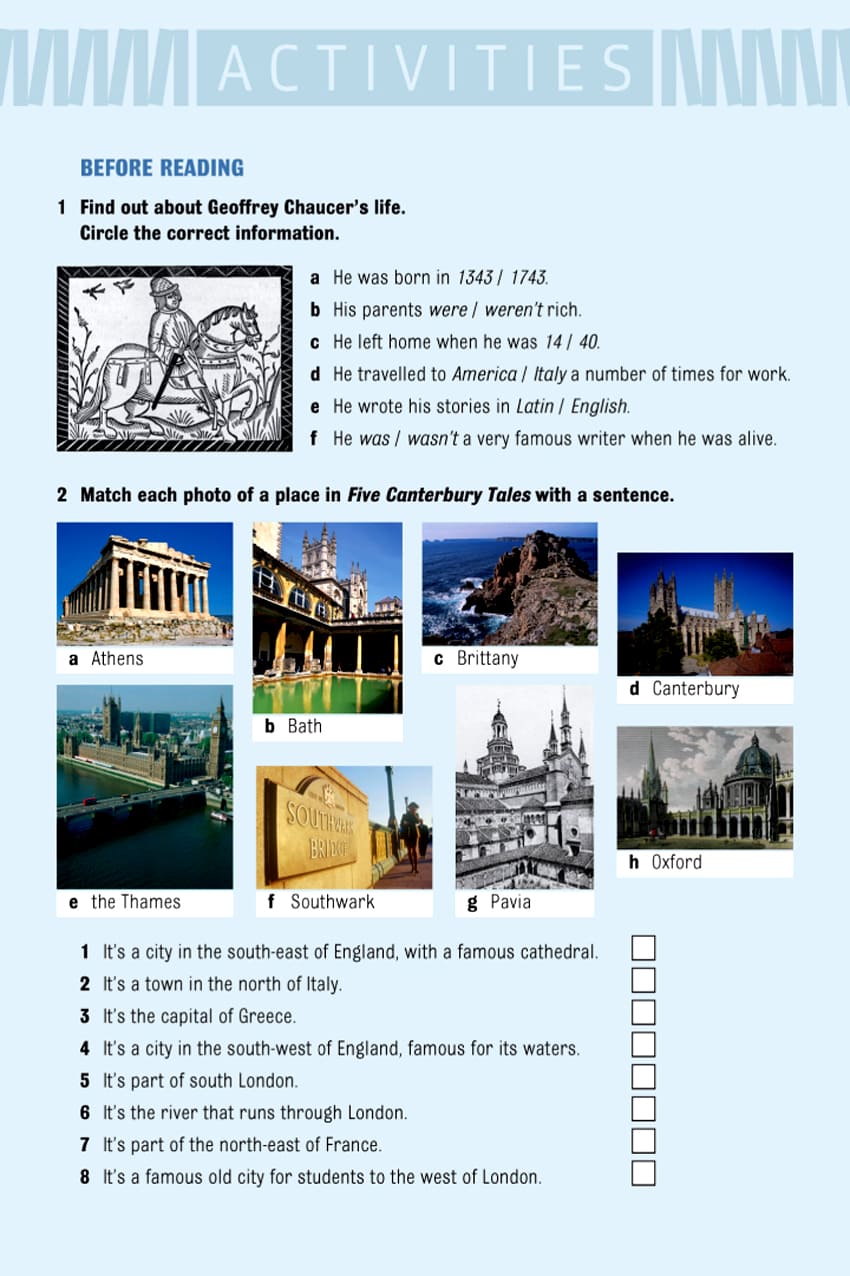 ACTIVITIES
BEFORE READING
1 Find out about Geoffrey Chaucer's life.
Circle the correct information.
a He was born in 1343 / 1743.
b His parents were / weren't rich.
c He left home when he was 14 / 40.
d He travelled to America / Italy a number of times for work.
e He wrote his stories in Latin / English.
f He was / wasn't a very famous writer when he was alive.
2 Match each photo of a place in Five Canterbury Tales with a sentence.
a Athens
b Bath
c Brittany
d Canterbury
SOUTHWARK
BRIDGE
e the Thames
f Southwark
g Pavia
h Oxford
1 It's a city in the south-east of England, with a famous cathedral.
2 It's a town in the north of Italy.
3 It's the capital of Greece.
4 It's a city in the south-west of England, famous for its waters.
5 It's part of south London.
6 It's the river that runs through London.
7 It's part of the north-east of France.
8 It's a famous old city for students to the west of London.